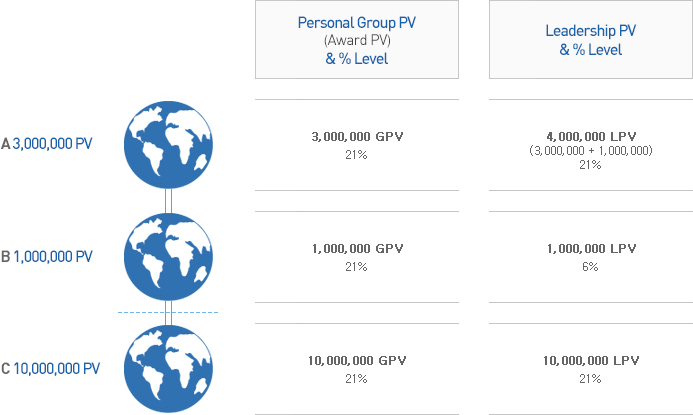 Personal Group PV
(Award PV)
& % Level
Leadership PV
& % Level
A 3,000,000 PV
3,000,000 GPV
21%
4,000,000 LPV
(3,000,000 + 1,000,000)
21%
B 1,000,000 PV
1,000,000 GPV
21%
1,000,000 LPV
6%
C 10,000,000 PV
10,000,000 GPV
21%
10,000,000 LPV
21%